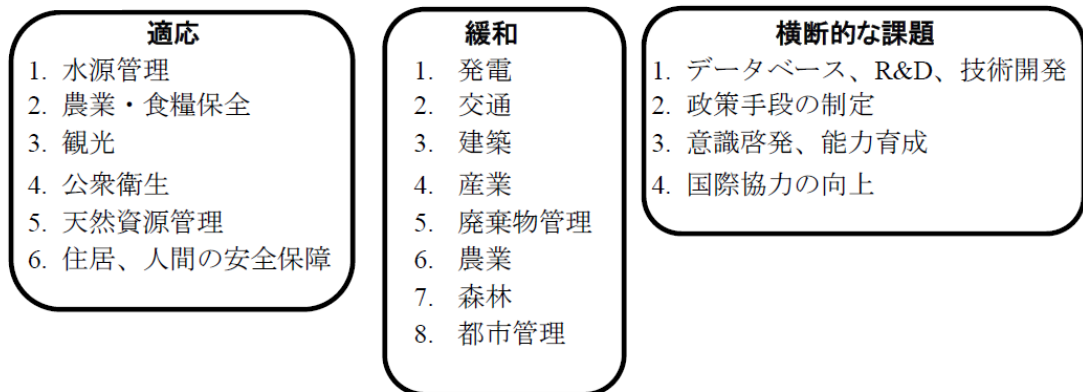 適応
1. 水源管理
2. 農業・食糧保全
3. 観光
4. 公衆衛生
5. 天然資源管理
6. 住居、人間の安全保障
緩和
1. 発電
2. 交通
3. 建築
4. 産業
5. 廃棄物管理
6. 農業
7. 森林
8. 都市管理
横断的な課題
1. データベース、R&D、技術開発
2. 政策手段の制定
3. 意識啓発、能力育成
4. 国際協力の向上